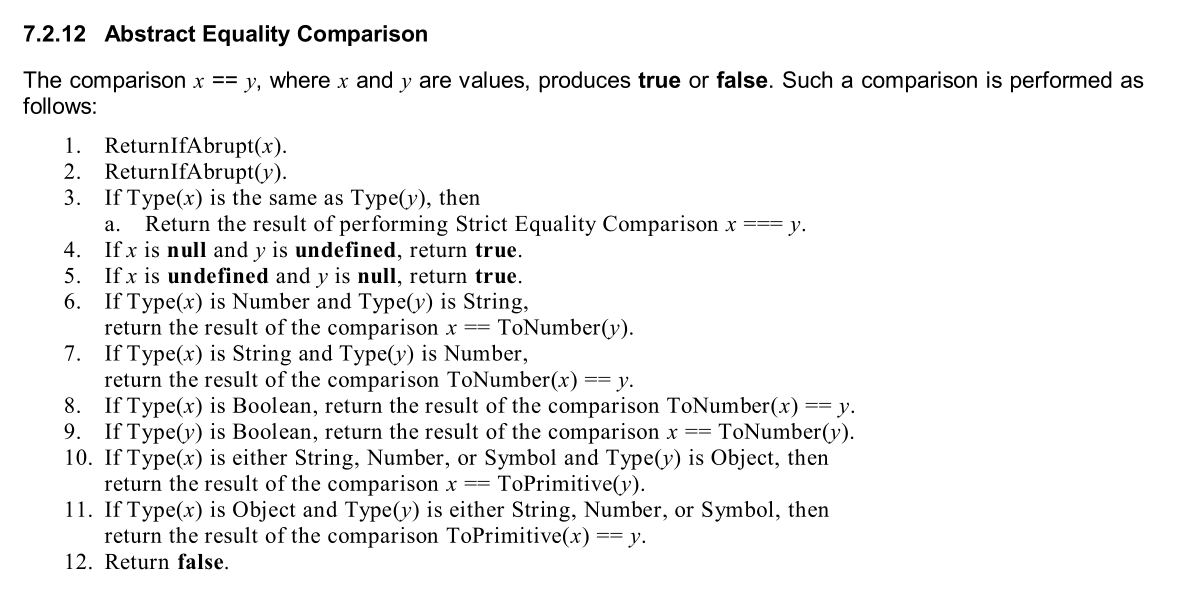 7.2.12 Abstract Equality Comparison
The comparison x == y, where x and y are values, produces true or false. Such a comparison is performed as
follows:
1. ReturnIfAbrupt(x).
2. ReturnIfAbrupt(y).
3. If Type(x) is the same as Type(y), then
a. Return the result of performing Strict Equality Comparison x === y.
4. If x is null and y is undefined, return true.
5. If x is undefined and y is null, return true.
6. If Type(x) is Number and Type(y) is String,
return the result of the comparison x == ToNumber(y).
7. If Type(x) is String and Type(y) is Number,
return the result of the comparison ToNumber(x) == y.
8. If Type(x) is Boolean, return the result of the comparison ToNumber(x) == y.
9. If Type(y) is Boolean, return the result of the comparison x == ToNumber(y).
10. If Type(x) is either String, Number, or Symbol and Type(y) is Object, then
return the result of the comparison x == ToPrimitive(y).
11. If Type(x) is Object and Type(y) is either String, Number, or Symbol, then
return the result of the comparison ToPrimitive(x) == y.
12. Return false.